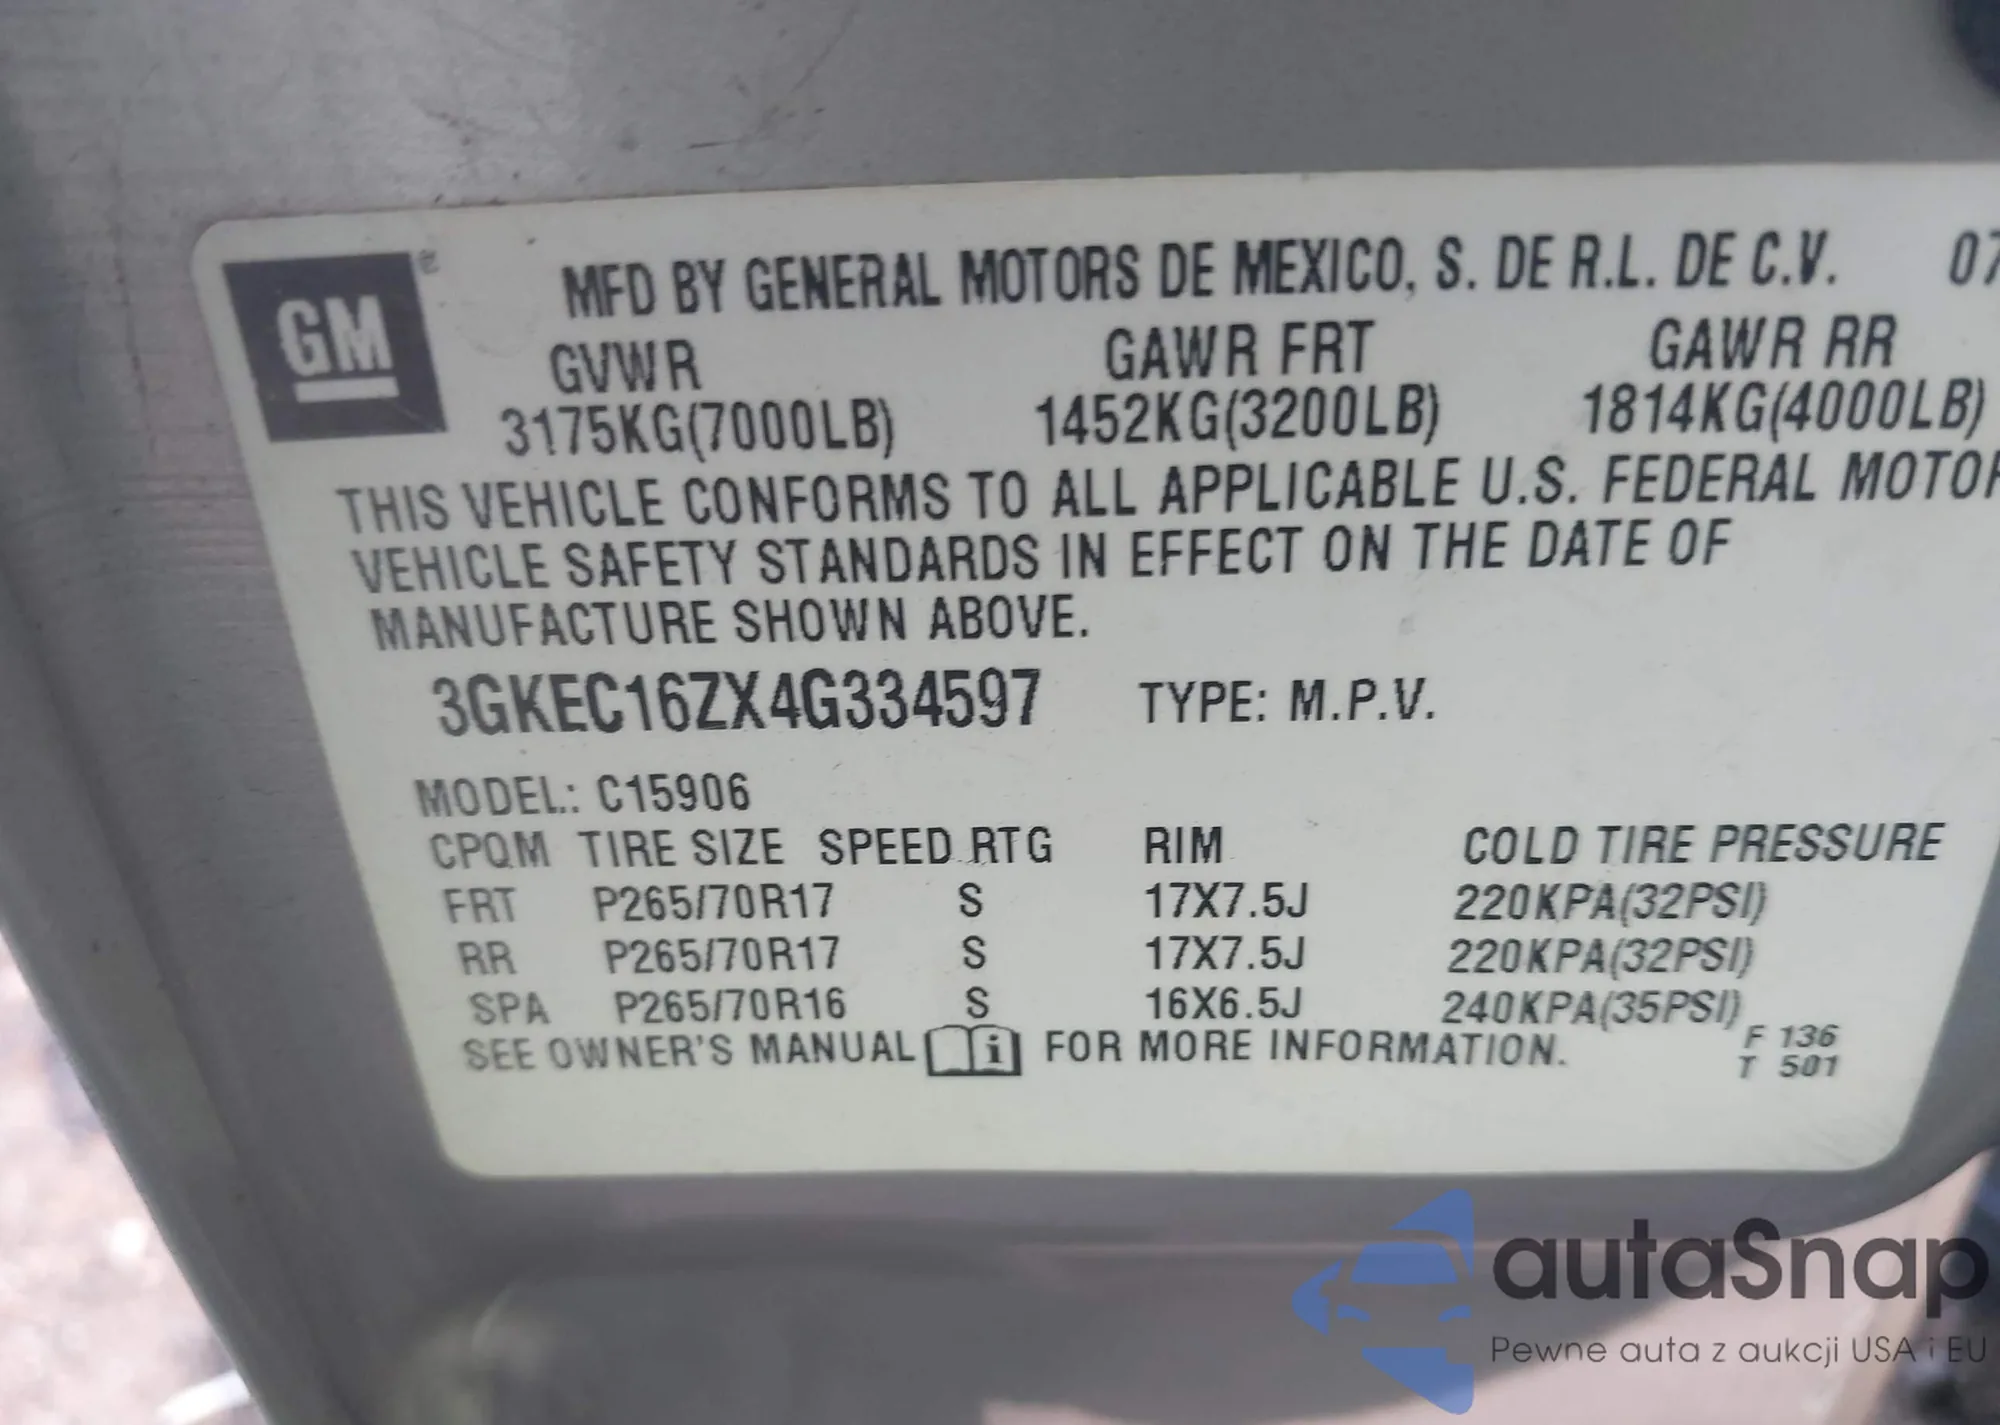 GM
MFD BY GENERAL MOTORS DE MEXICO, S. DE R.L. DE C.V. 07
GVWR GAWR FRT GAWR RR
3175KG(7000LB) 1452KG(3200LB) 1814KG(4000LB)
THIS VEHICLE CONFORMS TO ALL APPLICABLE U.S. FEDERAL MOTOR
VEHICLE SAFETY STANDARDS IN EFFECT ON THE DATE OF
MANUFACTURE SHOWN ABOVE.
3GKEC16ZX4G334597 TYPE: M.P.V.
MODEL: C15906
CPQM TIRE SIZE SPEED RTG RIM COLD TIRE PRESSURE
FRT P265/70R17 S 17X7.5J 220KPA(32PSI)
RR P265/70R17 S 17X7.5J 220KPA(32PSI)
SPA P265/70R16 S 16X6.5J 240KPA(35PSI)
SEE OWNER'S MANUAL i FOR MORE INFORMATION.
F 136
T 501
autaSnap
Pewne auta z aukcji USA i EU